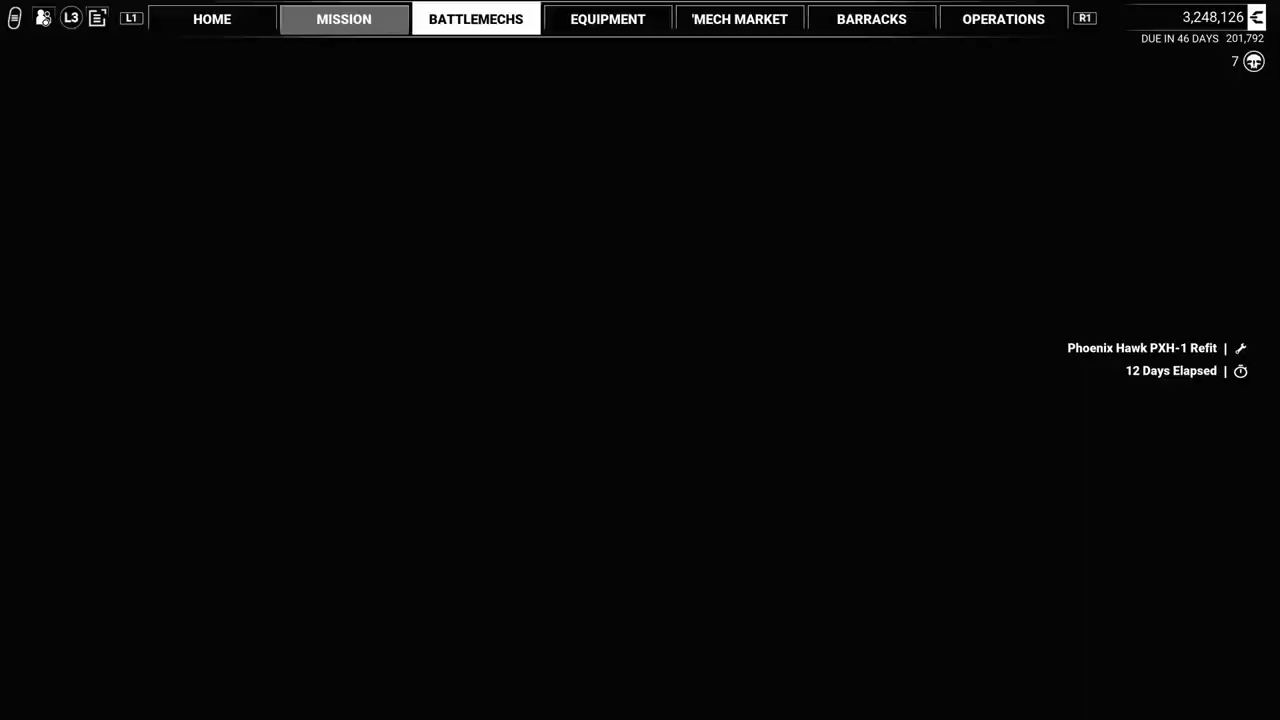 L3 L1 HOME MISSION BATTLEMECHS EQUIPMENT 'MECH MARKET BARRACKS OPERATIONS R1 3,248,126
DUE IN 46 DAYS 201,792
7
Phoenix Hawk PXH-1 Refit |
12 Days Elapsed |